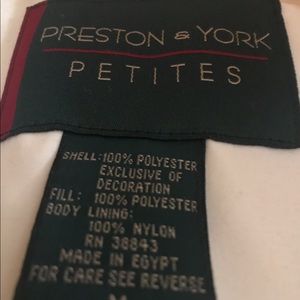 PRESTON & YORK
PETITES
SHELL: 100% POLYESTER
EXCLUSIVE OF
DECORATION
FILL: 100% POLYESTER
BODY LINING:
100% NYLON
RN 38843
MADE IN EGYPT
FOR CARE SEE REVERSE
M